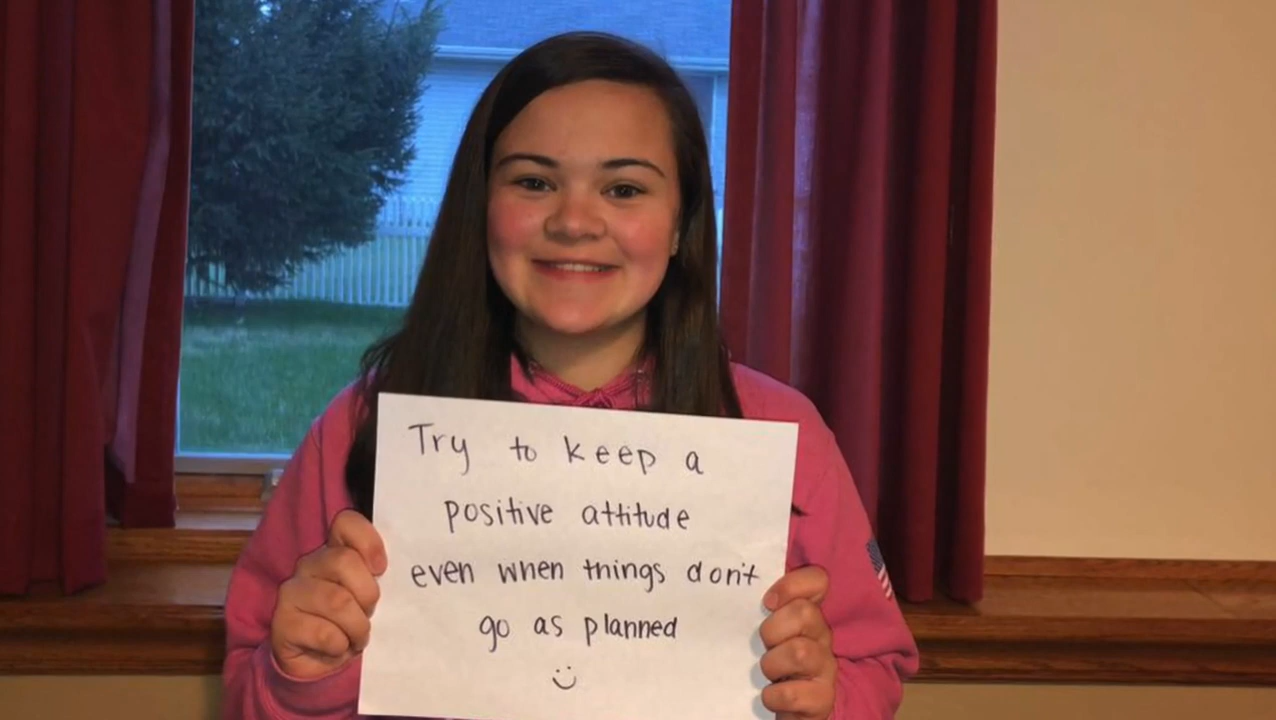 Try to keep a
positive attitude
even when things don't
go as planned